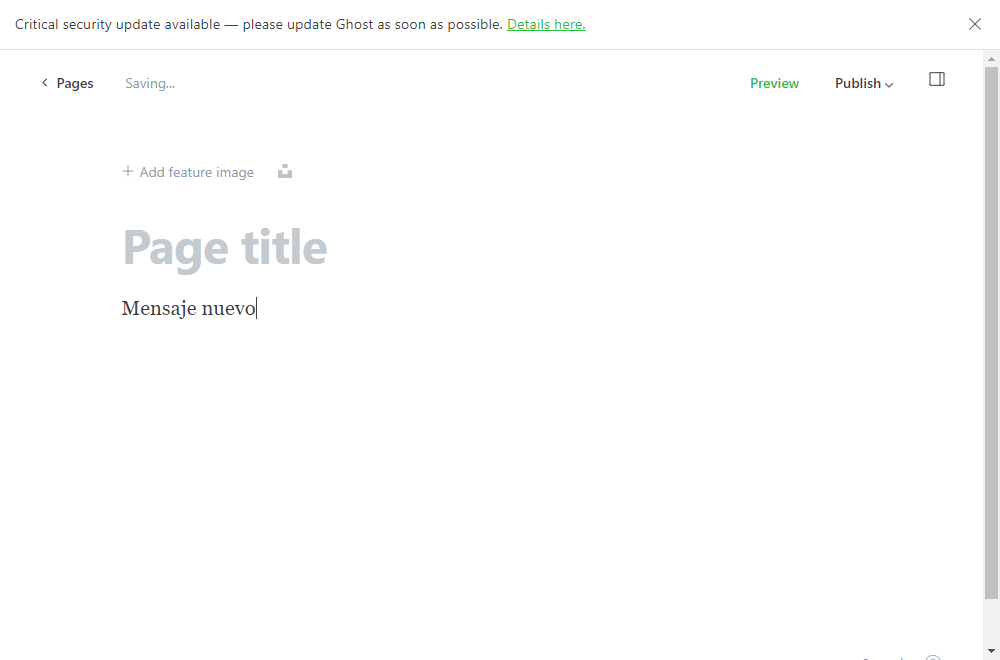 Critical security update available — please update Ghost as soon as possible. Details here.
Pages
Saving...
Preview
Publish
Add feature image
Page title
Mensaje nuevo